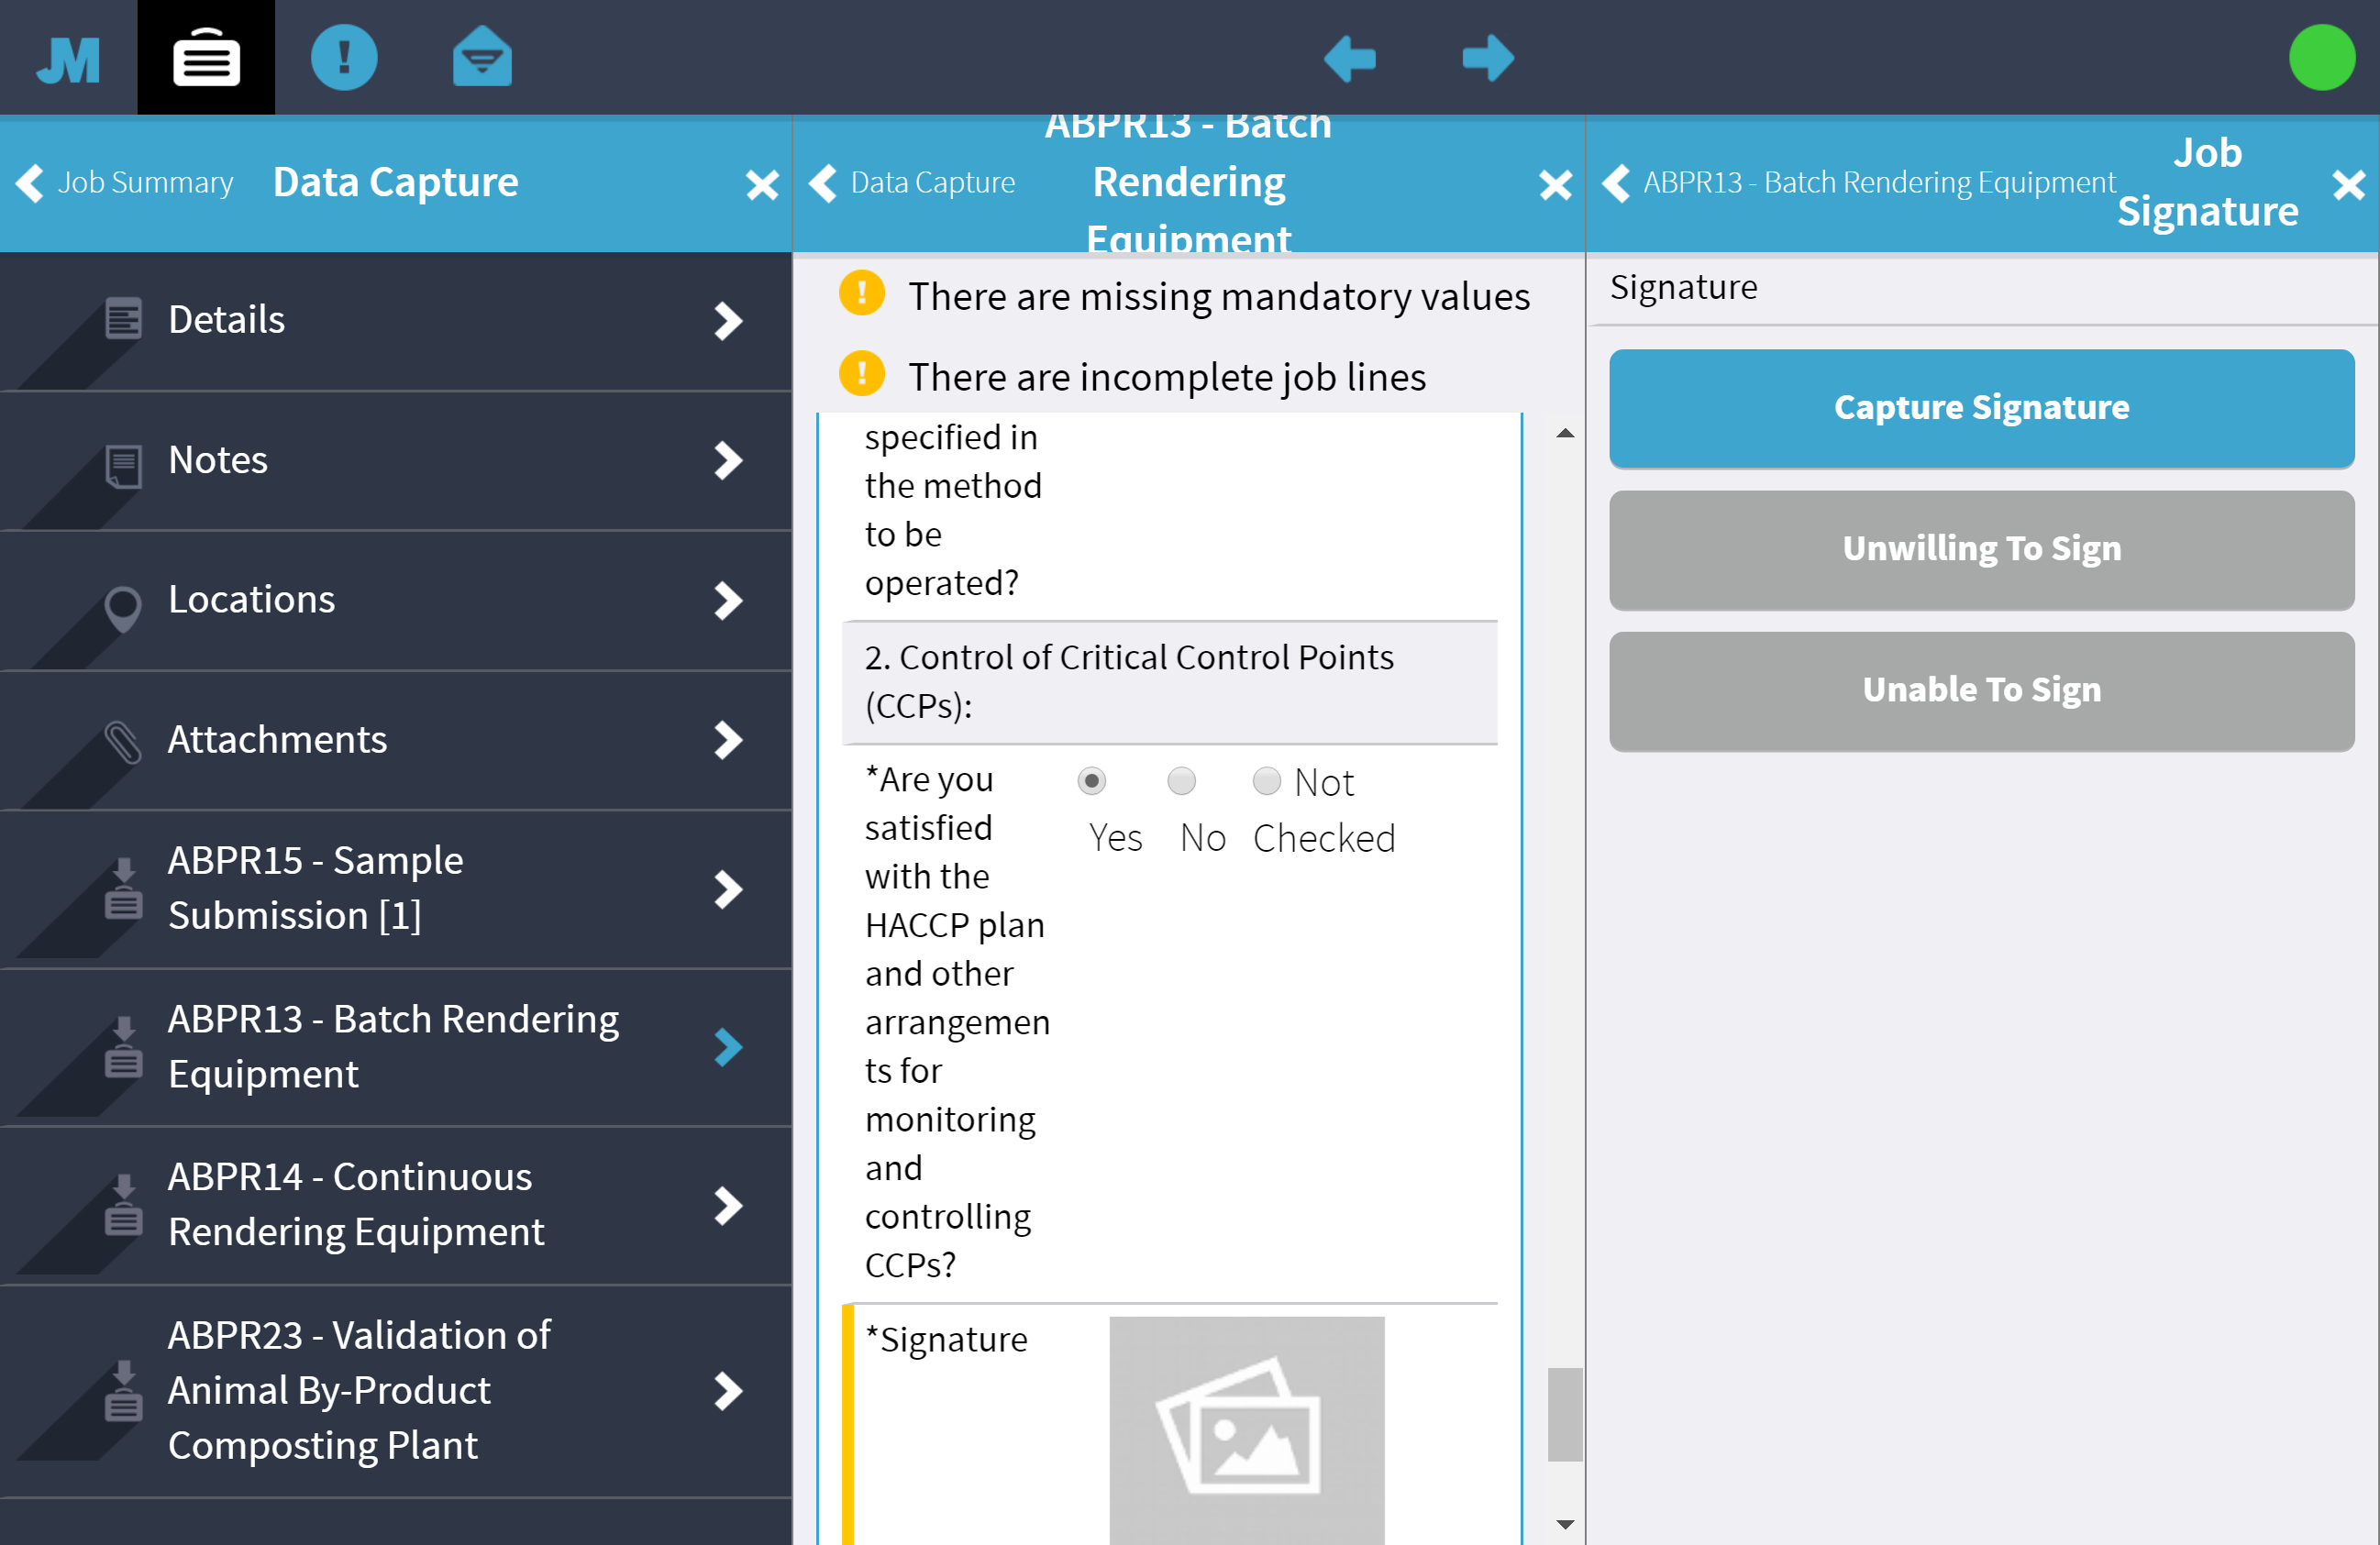 JM
Job Summary
Data Capture
Data Capture
ABPR13 - Batch
Rendering
Equipment
ABPR13 - Batch Rendering Equipment
Job
Signature
Details
Notes
Locations
Attachments
ABPR15 - Sample
Submission [1]
ABPR13 - Batch Rendering
Equipment
ABPR14 - Continuous
Rendering Equipment
ABPR23 - Validation of
Animal By-Product
Composting Plant
There are missing mandatory values
There are incomplete job lines
specified in
the method
to be
operated?
2. Control of Critical Control Points
(CCPs):
*Are you
satisfied
with the
HACCP plan
and other
arrangemen
ts for
monitoring
and
controlling
CCPs?
Yes
No
Not
Checked
*Signature
Signature
Capture Signature
Unwilling To Sign
Unable To Sign